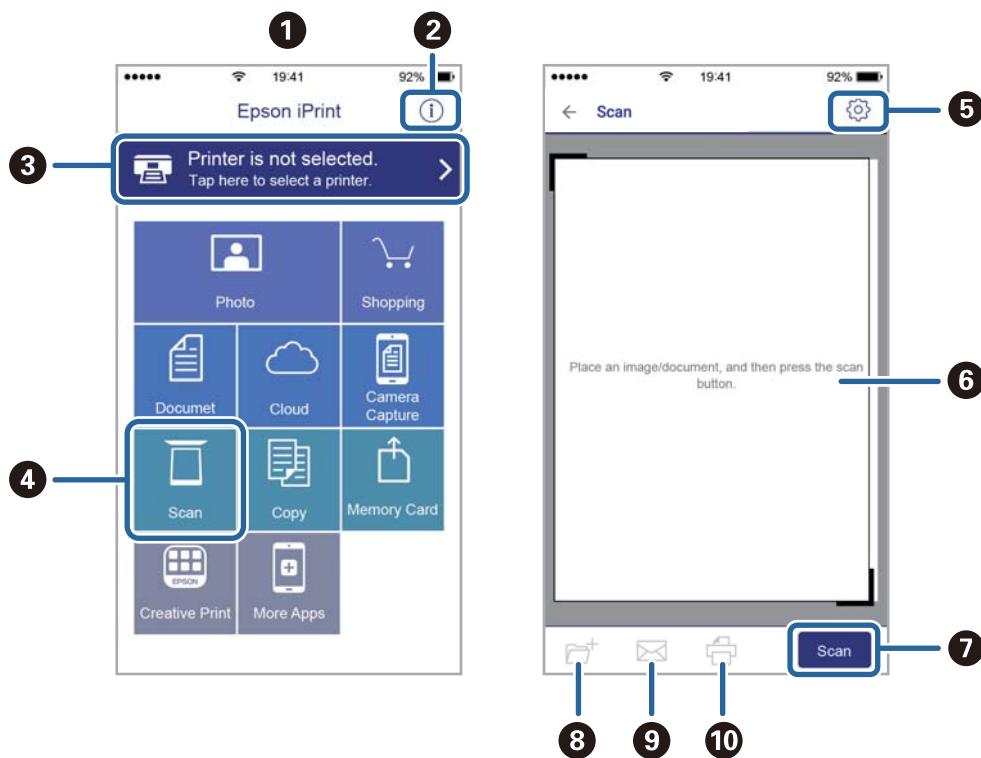 1
2
19:41
92%
Epson iPrint
i
3
Printer is not selected.
Tap here to select a printer.
Photo
Shopping
Documet
Cloud
Camera
Capture
4
Scan
Copy
Memory Card
EPSON
Creative Print
More Apps
19:41
92%
Scan
5
Place an image/document, and then press the scan
button.
6
Scan
7
8
9
10